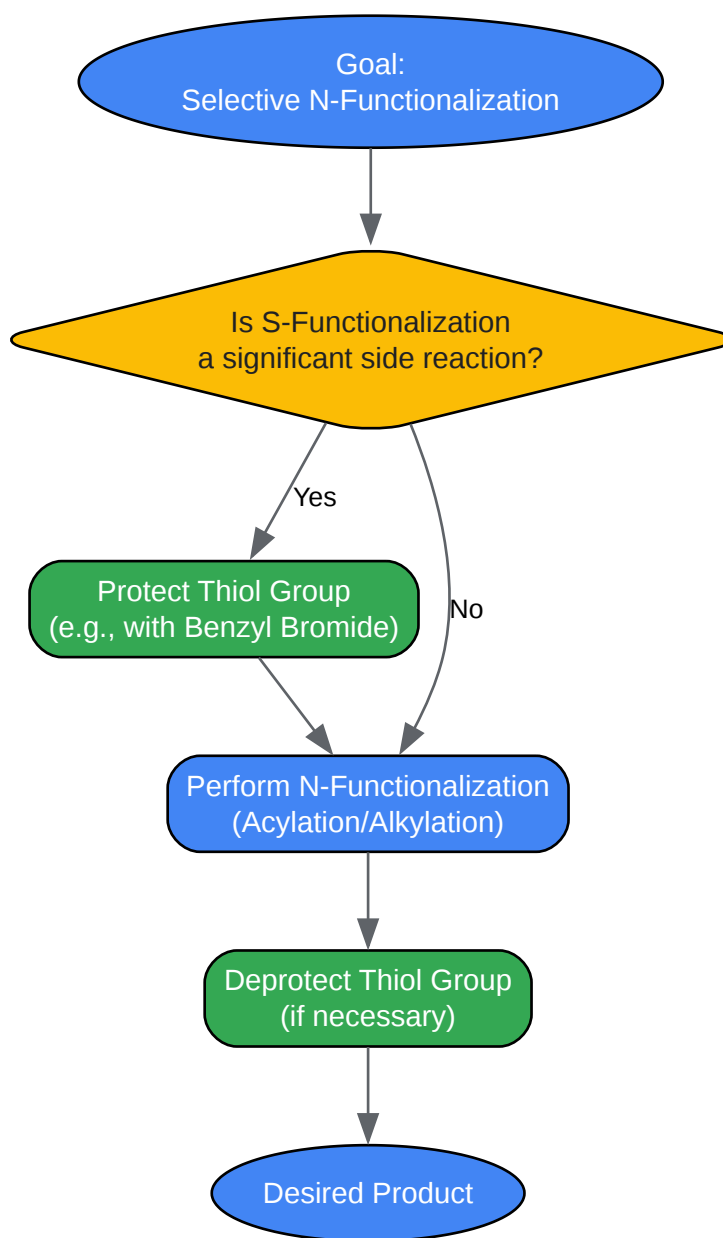 Goal:
Selective N-Functionalization
Is S-Functionalization
a significant side reaction?
Yes
Protect Thiol Group
(e.g., with Benzyl Bromide)
No
Perform N-Functionalization
(Acylation/Alkylation)
Deprotect Thiol Group
(if necessary)
Desired Product